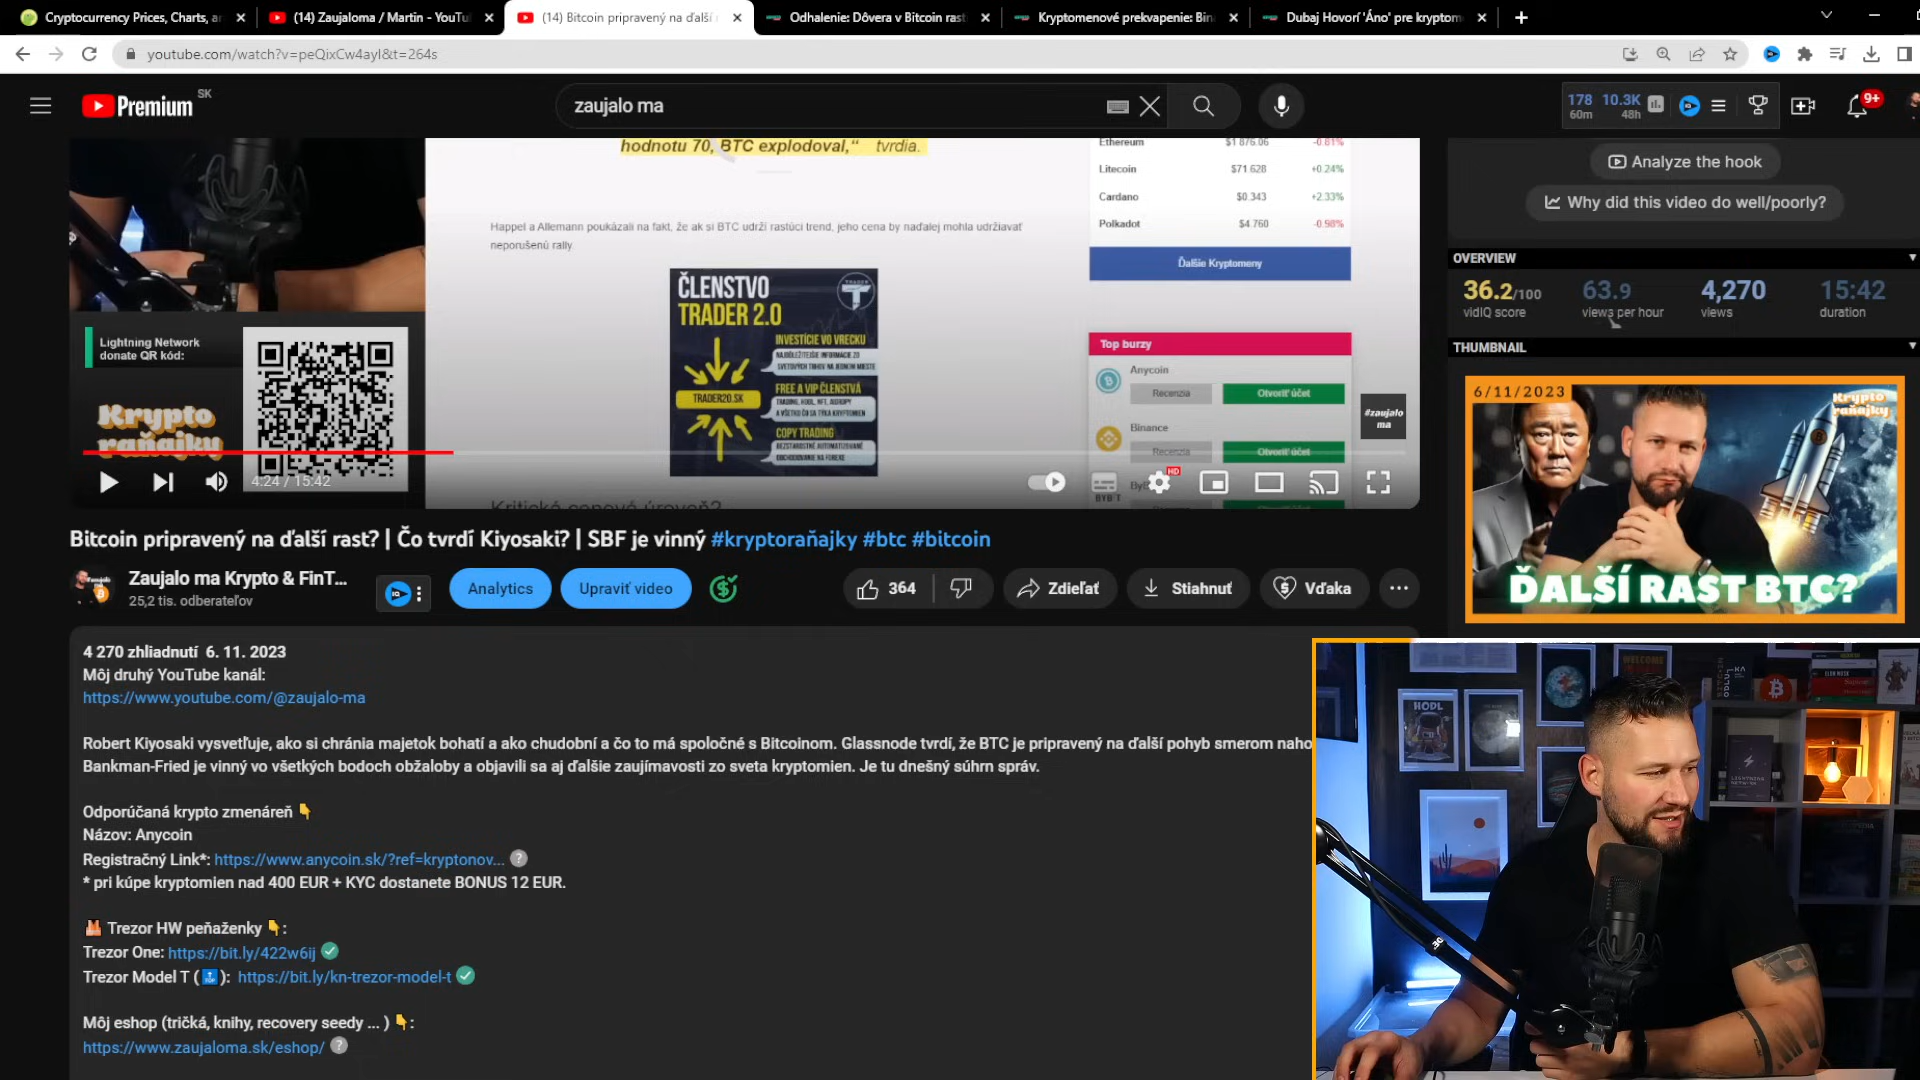 Cryptocurrency Prices, Charts, a
(14) Zaujaloma / Martin - YouTu
(14) Bitcoin pripravený na ďalší r
Odhalenie: Dôvera v Bitcoin rast
Kryptomenové prekvapenie: Bin
Dubaj Hovorí 'Áno' pre kryptom
youtube.com/watch?v=peQixCw4ayI&t=264s
Premium SK
zaujalo ma
178 10.3K
60m 48h
9+
hodnotu 70, BTC explodoval,“ tvrdia.
Happel a Allemann poukázali na fakt, že ak si BTC udrží rastúci trend, jeho cena by naďalej mohla udržiavať
neporušenú rally.
Ethereum $1 876.06 -0.81%
Litecoin $71.628 +0.24%
Cardano $0.343 +2.33%
Polkadot $4.760 -0.98%
Ďalšie Kryptomeny
ČLENSTVO
TRADER 2.0
INVESTÍCIE VO VRECKU
NAJDÔLEŽITEJŠIE INFORMÁCIE ZO
SVETOVÝCH TRHOV NA JEDNOM MIESTE
TRADER20.SK
FREE A VIP ČLENSTVÁ
TRADING, HODL, NFT, AIRDROPY
A VŠETKO ČO SA TÝKA KRYPTOMIEN
COPY TRADING
BEZSTAROSTNÉ AUTOMATIZOVANÉ
OBCHODOVANIE NA FOREXE
Top burzy
Anycoin
Recenzia Otvoriť účet
Binance
Recenzia Otvoriť účet
#zaujalo
ma
Lightning Network
donate QR kód:
Krypto
raňajky
4:24 / 15:42
HD
Kritická cenová úroveň?
Analyze the hook
Why did this video do well/poorly?
OVERVIEW
36.2/100 63.9 4,270 15:42
vidIQ score views per hour views duration
THUMBNAIL
6/11/2023
Krypto
raňajky
ĎALŠÍ RAST BTC?
Bitcoin pripravený na ďalší rast? | Čo tvrdí Kiyosaki? | SBF je vinný #kryptoraňajky #btc #bitcoin
Zaujalo ma Krypto & FinT...
25,2 tis. odberateľov
Analytics
Upraviť video
364
Zdieľať
Stiahnuť
Vďaka
4 270 zhliadnutí 6. 11. 2023
Môj druhý YouTube kanál:
https://www.youtube.com/@zaujalo-ma
Robert Kiyosaki vysvetľuje, ako si chránia majetok bohatí a ako chudobní a čo to má spoločné s Bitcoinom. Glassnode tvrdí, že BTC je pripravený na ďalší pohyb smerom naho
Bankman-Fried je vinný vo všetkých bodoch obžaloby a objavili sa aj ďalšie zaujímavosti zo sveta kryptomien. Je tu dnešný súhrn správ.
Odporúčaná krypto zmenáreň 👇
Názov: Anycoin
Registračný Link*: https://www.anycoin.sk/?ref=kryptonov...
* pri kúpe kryptomien nad 400 EUR + KYC dostanete BONUS 12 EUR.
Trezor HW peňaženky 👇:
Trezor One: https://bit.ly/422w6ij
Trezor Model T (🔝): https://bit.ly/kn-trezor-model-t
Môj eshop (tričká, knihy, recovery seedy ... ) 👇:
https://www.zaujaloma.sk/eshop/
HODL
WELCOME
ELON MUSK